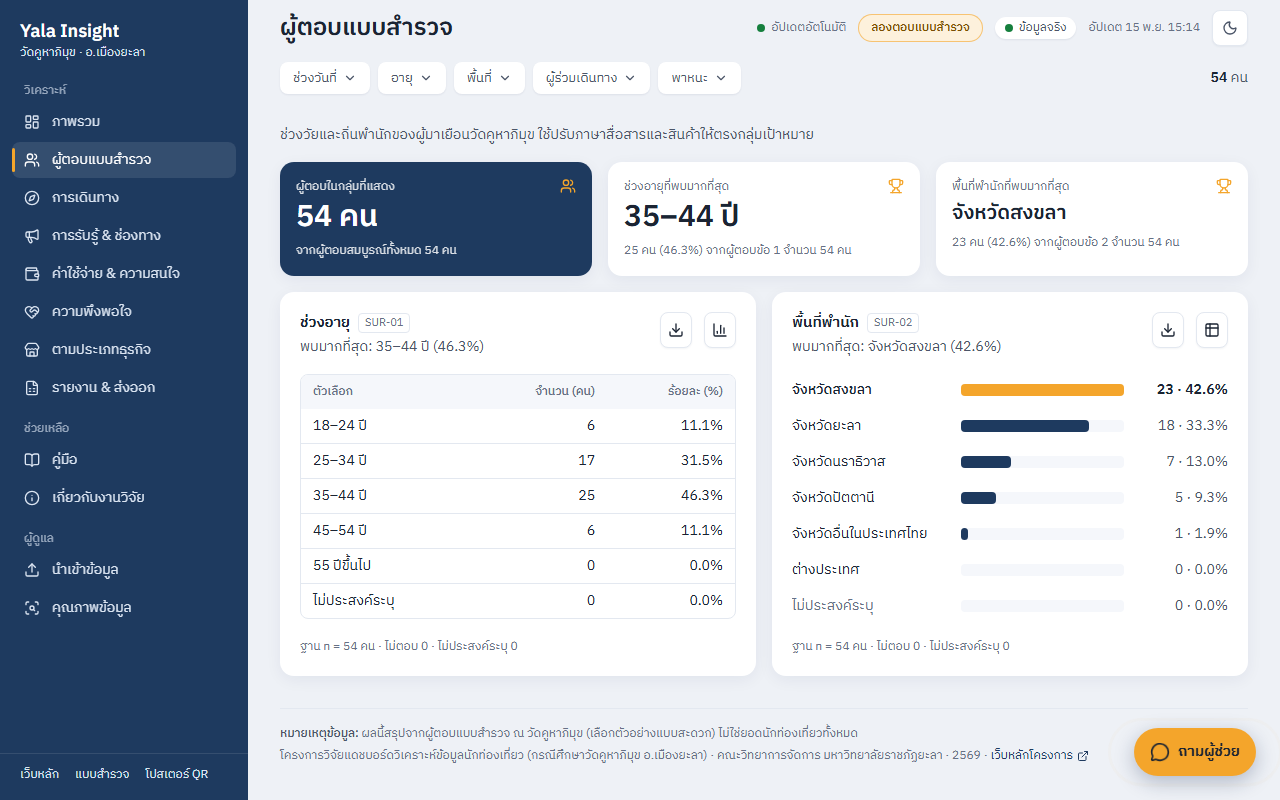 Yala Insight
วัดคูหาภิมุข · อ.เมืองยะลา
วิเคราะห์
ภาพรวม
ผู้ตอบแบบสำรวจ
การเดินทาง
การรับรู้ & ช่องทาง
ค่าใช้จ่าย & ความสนใจ
ความพึงพอใจ
ตามประเภทธุรกิจ
รายงาน & ส่งออก
ช่วยเหลือ
คู่มือ
เกี่ยวกับงานวิจัย
ผู้ดูแล
นำเข้าข้อมูล
คุณภาพข้อมูล
เว็บหลัก แบบสำรวจ โปสเตอร์ QR
ผู้ตอบแบบสำรวจ
อัปเดตอัตโนมัติ ลองตอบแบบสำรวจ ข้อมูลจริง อัปเดต 15 พ.ย. 15:14
ช่วงวันที่ อายุ พื้นที่ ผู้ร่วมเดินทาง พาหนะ 54 คน
ช่วงวัยและถิ่นพำนักของผู้มาเยือนวัดคูหาภิมุข ใช้ปรับภาษาสื่อสารและสินค้าให้ตรงกลุ่มเป้าหมาย
ผู้ตอบในกลุ่มที่แสดง
54 คน
จากผู้ตอบสมบูรณ์ทั้งหมด 54 คน
ช่วงอายุที่พบมากที่สุด
35–44 ปี
25 คน (46.3%) จากผู้ตอบข้อ 1 จำนวน 54 คน
พื้นที่พำนักที่พบมากที่สุด
จังหวัดสงขลา
23 คน (42.6%) จากผู้ตอบข้อ 2 จำนวน 54 คน
ช่วงอายุ SUR-01
พบมากที่สุด: 35–44 ปี (46.3%)
ตัวเลือก จำนวน (คน) ร้อยละ (%)
18–24 ปี 6 11.1%
25–34 ปี 17 31.5%
35–44 ปี 25 46.3%
45–54 ปี 6 11.1%
55 ปีขึ้นไป 0 0.0%
ไม่ประสงค์ระบุ 0 0.0%
ฐาน n = 54 คน · ไม่ตอบ 0 · ไม่ประสงค์ระบุ 0
พื้นที่พำนัก SUR-02
พบมากที่สุด: จังหวัดสงขลา (42.6%)
จังหวัดสงขลา 23 · 42.6%
จังหวัดยะลา 18 · 33.3%
จังหวัดนราธิวาส 7 · 13.0%
จังหวัดปัตตานี 5 · 9.3%
จังหวัดอื่นในประเทศไทย 1 · 1.9%
ต่างประเทศ 0 · 0.0%
ไม่ประสงค์ระบุ 0 · 0.0%
ฐาน n = 54 คน · ไม่ตอบ 0 · ไม่ประสงค์ระบุ 0
หมายเหตุข้อมูล: ผลนี้สรุปจากผู้ตอบแบบสำรวจ ณ วัดคูหาภิมุข (เลือกตัวอย่างแบบสะดวก) ไม่ใช่ยอดนักท่องเที่ยวทั้งหมด
โครงการวิจัยแดชบอร์ดวิเคราะห์ข้อมูลนักท่องเที่ยว (กรณีศึกษาวัดคูหาภิมุข อ.เมืองยะลา) · คณะวิทยาการจัดการ มหาวิทยาลัยราชภัฏยะลา · 2569 · เว็บหลักโครงการ
ถามผู้ช่วย